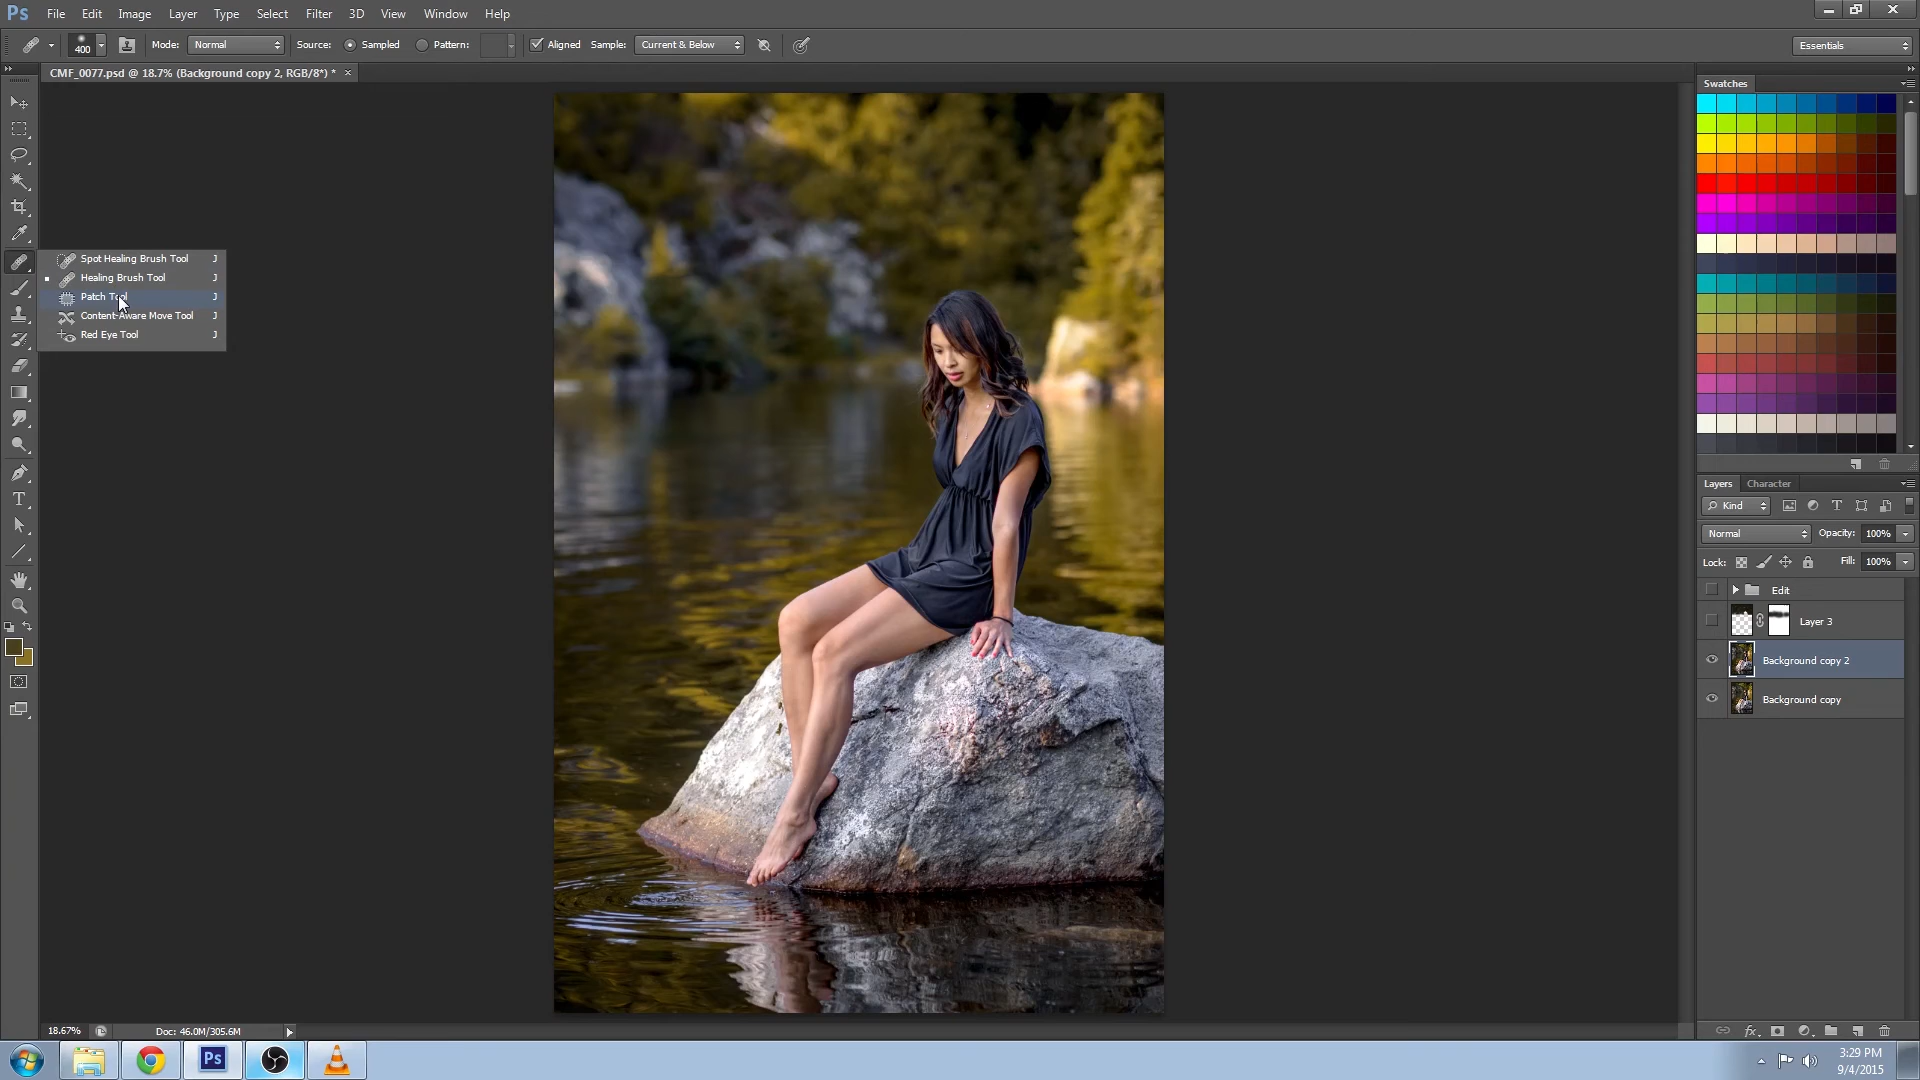 Ps File Edit Image Layer Type Select Filter 3D View Window Help
400 Mode: Normal Source: Sampled Pattern: Aligned Sample: Current & Below Essentials
CMF_0077.psd @ 18.7% (Background copy 2, RGB/8*) * ×
Swatches
Spot Healing Brush Tool J
Healing Brush Tool J
Patch Tool J
Content-Aware Move Tool J
Red Eye Tool J
Layers Character
Kind
Normal Opacity: 100%
Lock: Fill: 100%
Edit
Layer 3
Background copy 2
Background copy
18.67% Doc: 46.0M/305.6M
fx
Ps
3:29 PM
9/4/2015